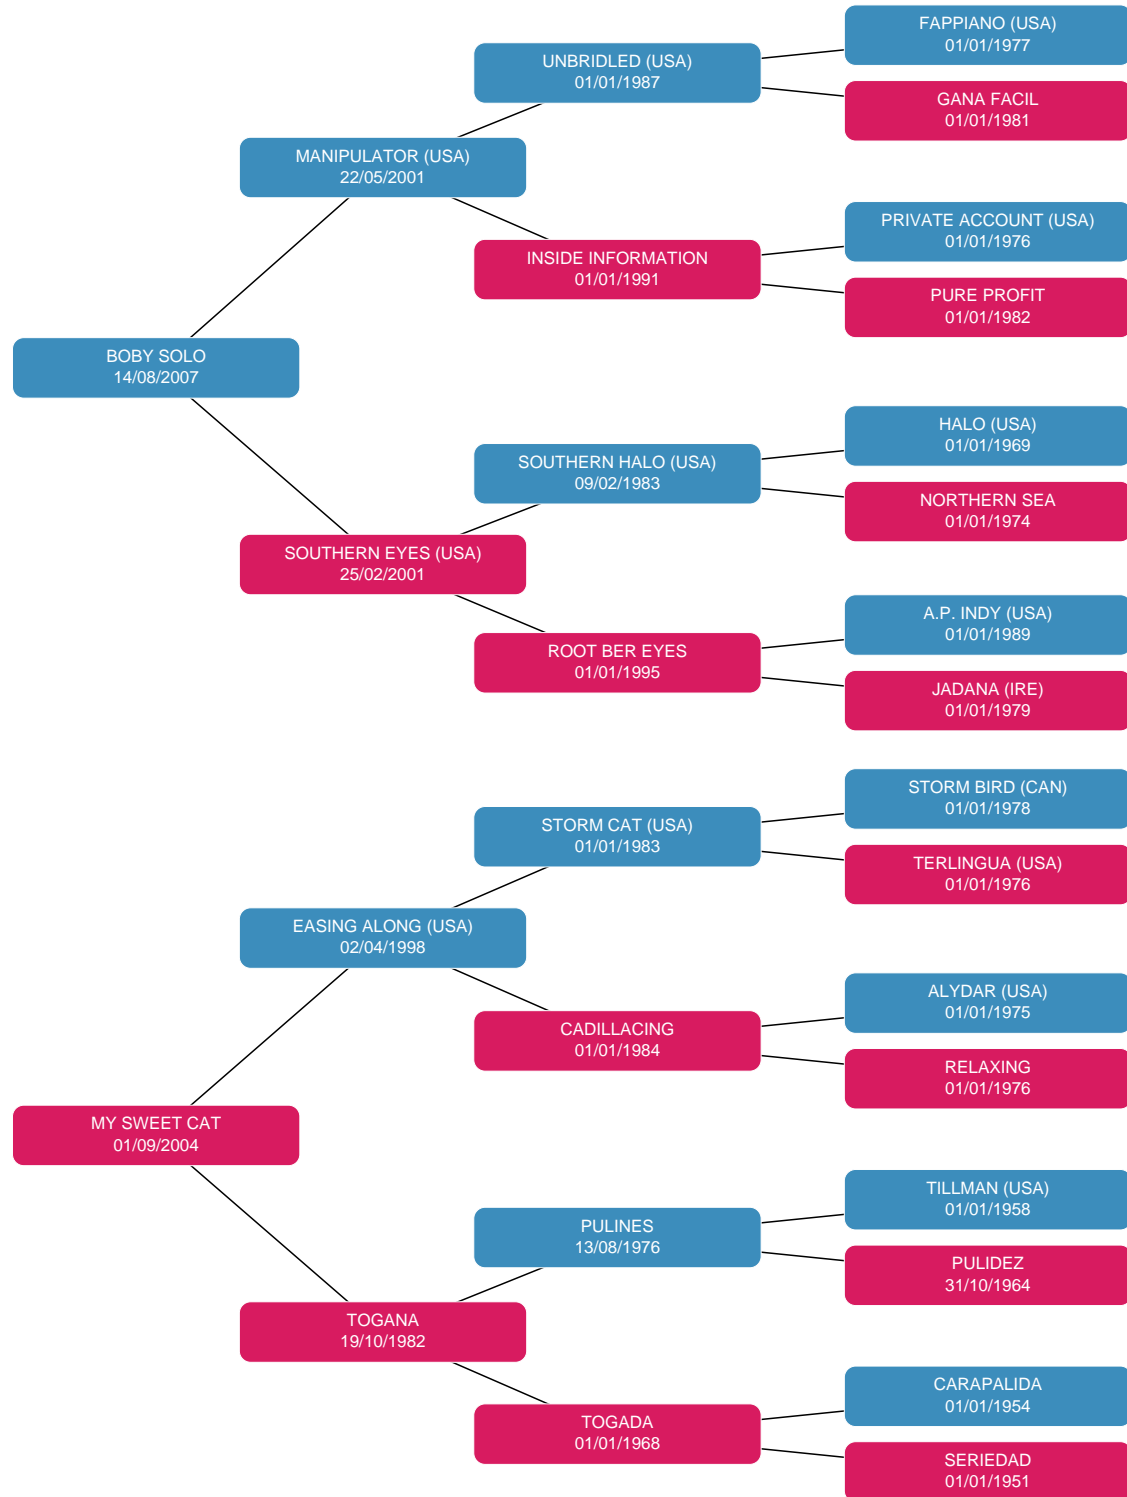 FAPPIANO (USA)
01/01/1977
UNBRIDLED (USA)
01/01/1987
GANA FACIL
01/01/1981
MANIPULATOR (USA)
22/05/2001
PRIVATE ACCOUNT (USA)
01/01/1976
INSIDE INFORMATION
01/01/1991
PURE PROFIT
01/01/1982
BOBY SOLO
14/08/2007
HALO (USA)
01/01/1969
SOUTHERN HALO (USA)
09/02/1983
NORTHERN SEA
01/01/1974
SOUTHERN EYES (USA)
25/02/2001
A.P. INDY (USA)
01/01/1989
ROOT BER EYES
01/01/1995
JADANA (IRE)
01/01/1979
STORM BIRD (CAN)
01/01/1978
STORM CAT (USA)
01/01/1983
TERLINGUA (USA)
01/01/1976
EASING ALONG (USA)
02/04/1998
ALYDAR (USA)
01/01/1975
CADILLACING
01/01/1984
RELAXING
01/01/1976
MY SWEET CAT
01/09/2004
TILLMAN (USA)
01/01/1958
PULINES
13/08/1976
PULIDEZ
31/10/1964
TOGANA
19/10/1982
CARAPALIDA
01/01/1954
TOGADA
01/01/1968
SERIEDAD
01/01/1951